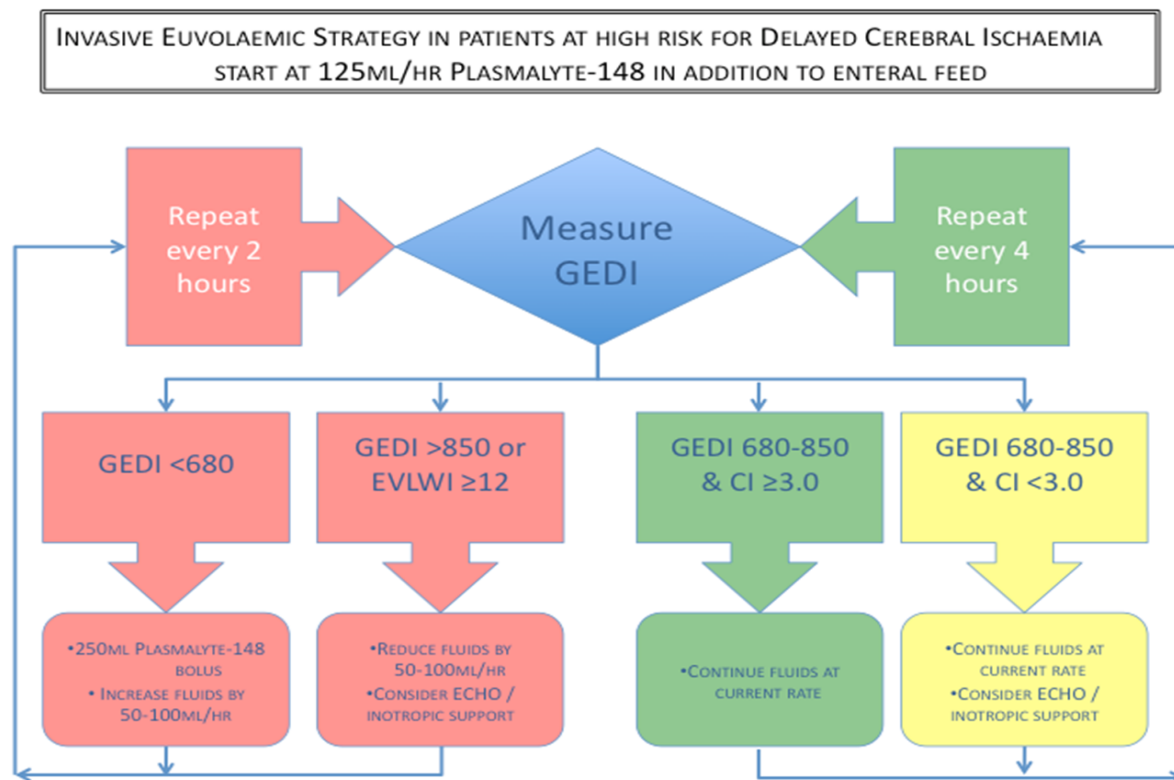 INVASIVE EUVOLAEMIC STRATEGY IN PATIENTS AT HIGH RISK FOR DELAYED CEREBRAL ISCHAEMIA
START AT 125ML/HR PLASMALYTE-148 IN ADDITION TO ENTERAL FEED
Repeat
every 2
hours
Measure
GEDI
Repeat
every 4
hours
GEDI <680
GEDI >850 or
EVLWI ≥12
GEDI 680-850
& CI ≥3.0
GEDI 680-850
& CI <3.0
•250ML PLASMALYTE-148
BOLUS
•INCREASE FLUIDS BY
50-100ML/HR
•REDUCE FLUIDS BY
50-100ML/HR
•CONSIDER ECHO /
INOTROPIC SUPPORT
•CONTINUE FLUIDS AT
CURRENT RATE
•CONTINUE FLUIDS AT
CURRENT RATE
•CONSIDER ECHO /
INOTROPIC SUPPORT